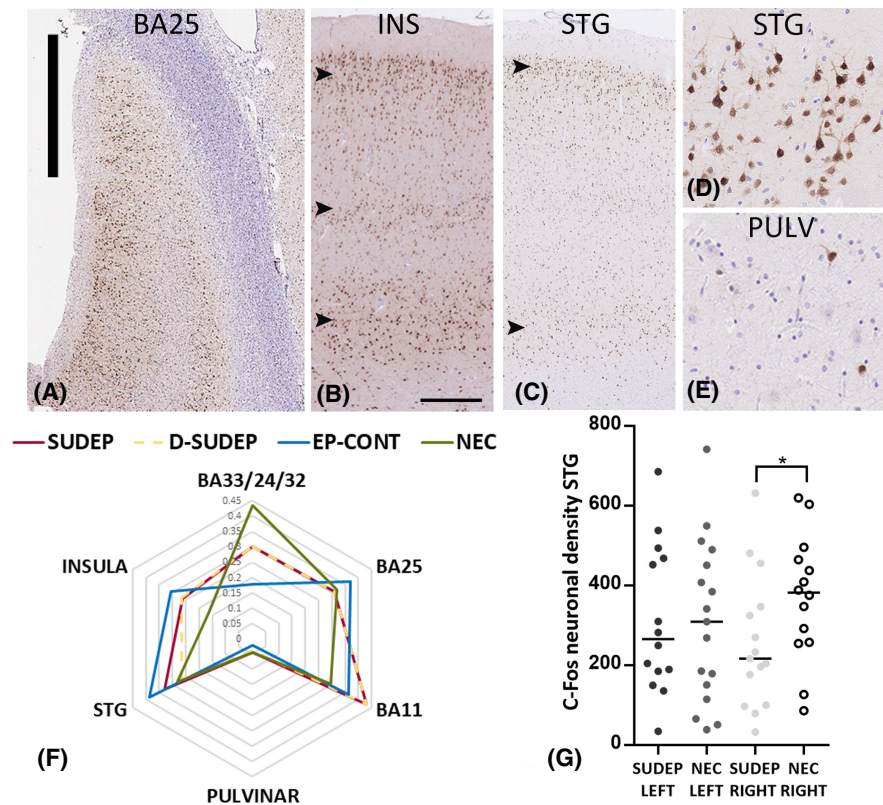 BA25
INS
STG
STG
(A)
(B)
(C)
(D)
PULV
(E)
SUDEP D-SUDEP EP-CONT NEC
BA33/24/32
0.45
0.4
0.35
0.3
0.25
0.2
0.15
0.1
0.05
0
INSULA
BA25
STG
BA11
PULVINAR
(F)
C-Fos neuronal density STG
800
600
400
200
0
*
SUDEP LEFT
NEC LEFT
SUDEP RIGHT
NEC RIGHT
(G)